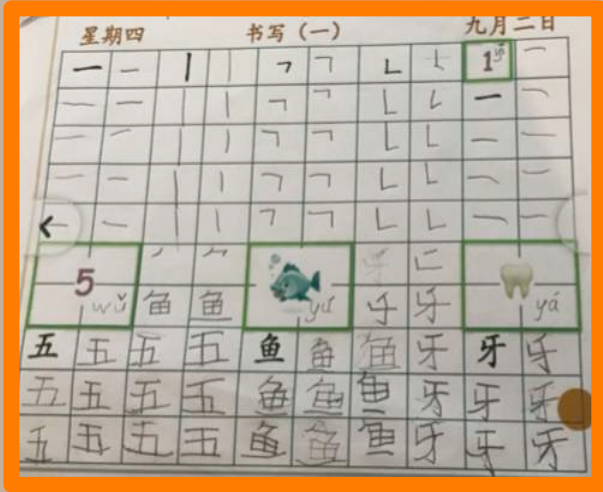 星期四 书写（一） 九月二日
一 一 丨 丨 ㇕ ㇕ ㇄ ㇄ 1 yī 一
一 一 丨 丨 ㇕ ㇕ ㇄ ㇄ 一 一
一 一 丨 丨 ㇕ ㇕ ㇄ ㇄ 一 一
一 一 丨 丨 ㇕ ㇕ ㇄ ㇄ 一 一
一 一 丨 丨 ㇕ ㇕ ㇄ ㇄ 一 一
5 wǔ 鱼 鱼 yú 牙 牙 yá
五 五 五 五 鱼 鱼 鱼 牙 牙 牙
五 五 五 五 鱼 鱼 鱼 牙 牙 牙
五 五 五 五 鱼 鱼 鱼 牙 牙 牙